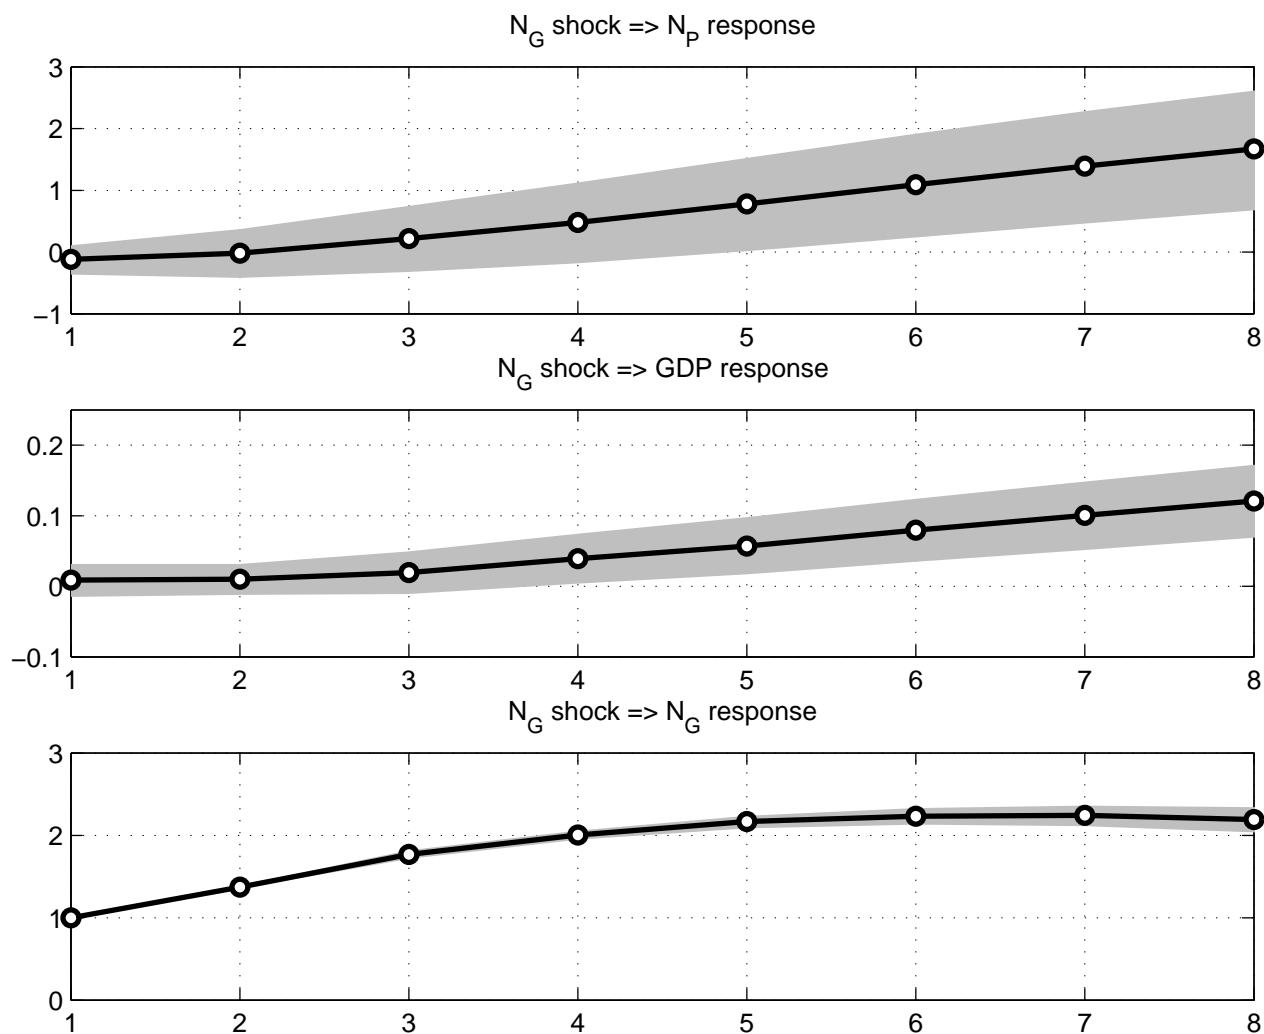 N_G shock => N_P response
3
2
1
0
−1
1 2 3 4 5 6 7 8
N_G shock => GDP response
0.2
0.1
0
−0.1
1 2 3 4 5 6 7 8
N_G shock => N_G response
3
2
1
0
1 2 3 4 5 6 7 8